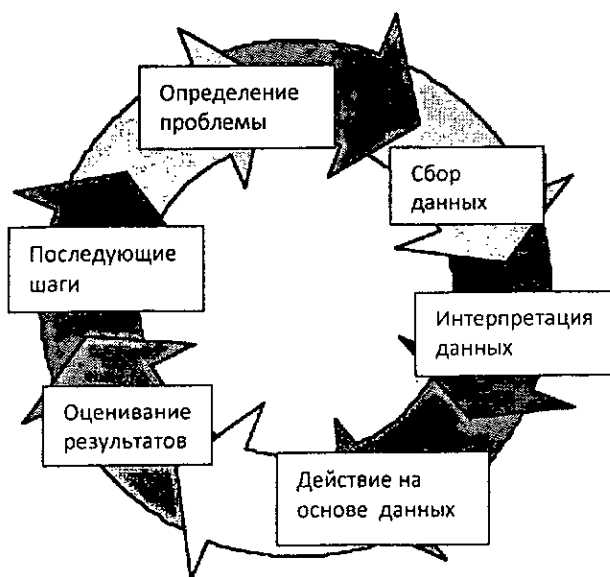 Определение
проблемы
Сбор
данных
Интерпретация
данных
Действие на
основе данных
Оценивание
результатов
Последующие
шаги